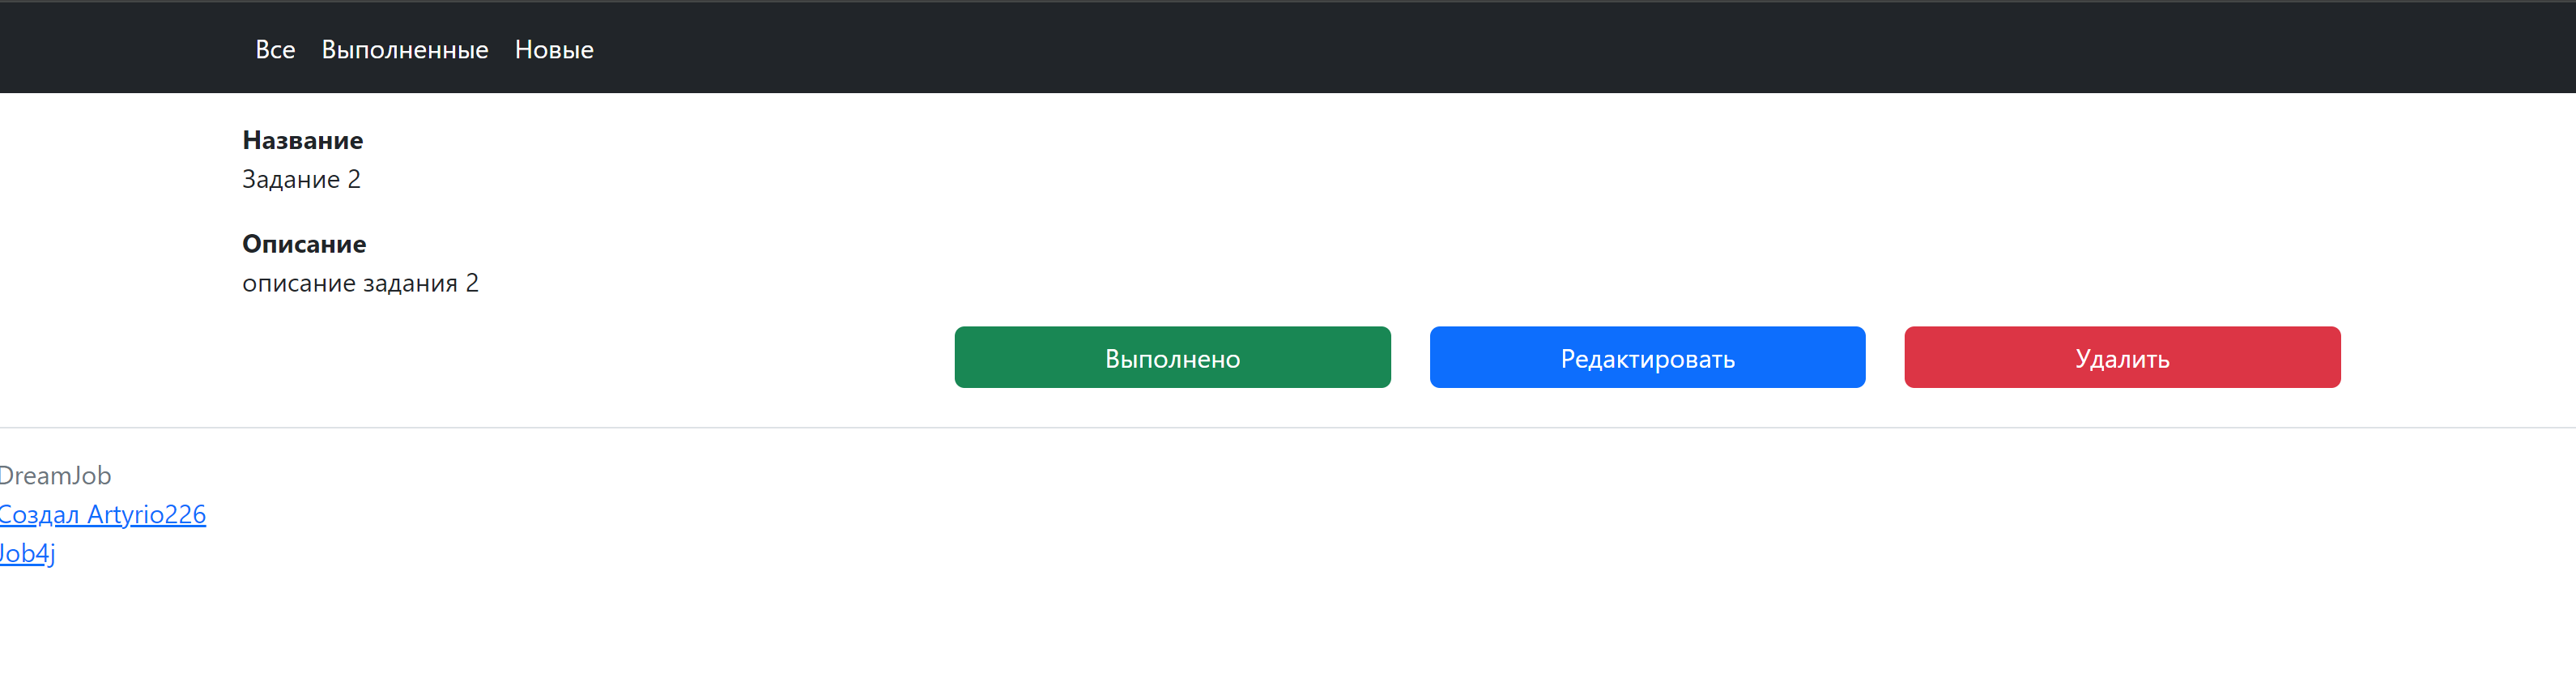 Все Выполненные Новые
Название
Задание 2
Описание
описание задания 2
Выполнено Редактировать Удалить
DreamJob
Создал Artyrio226
Job4j